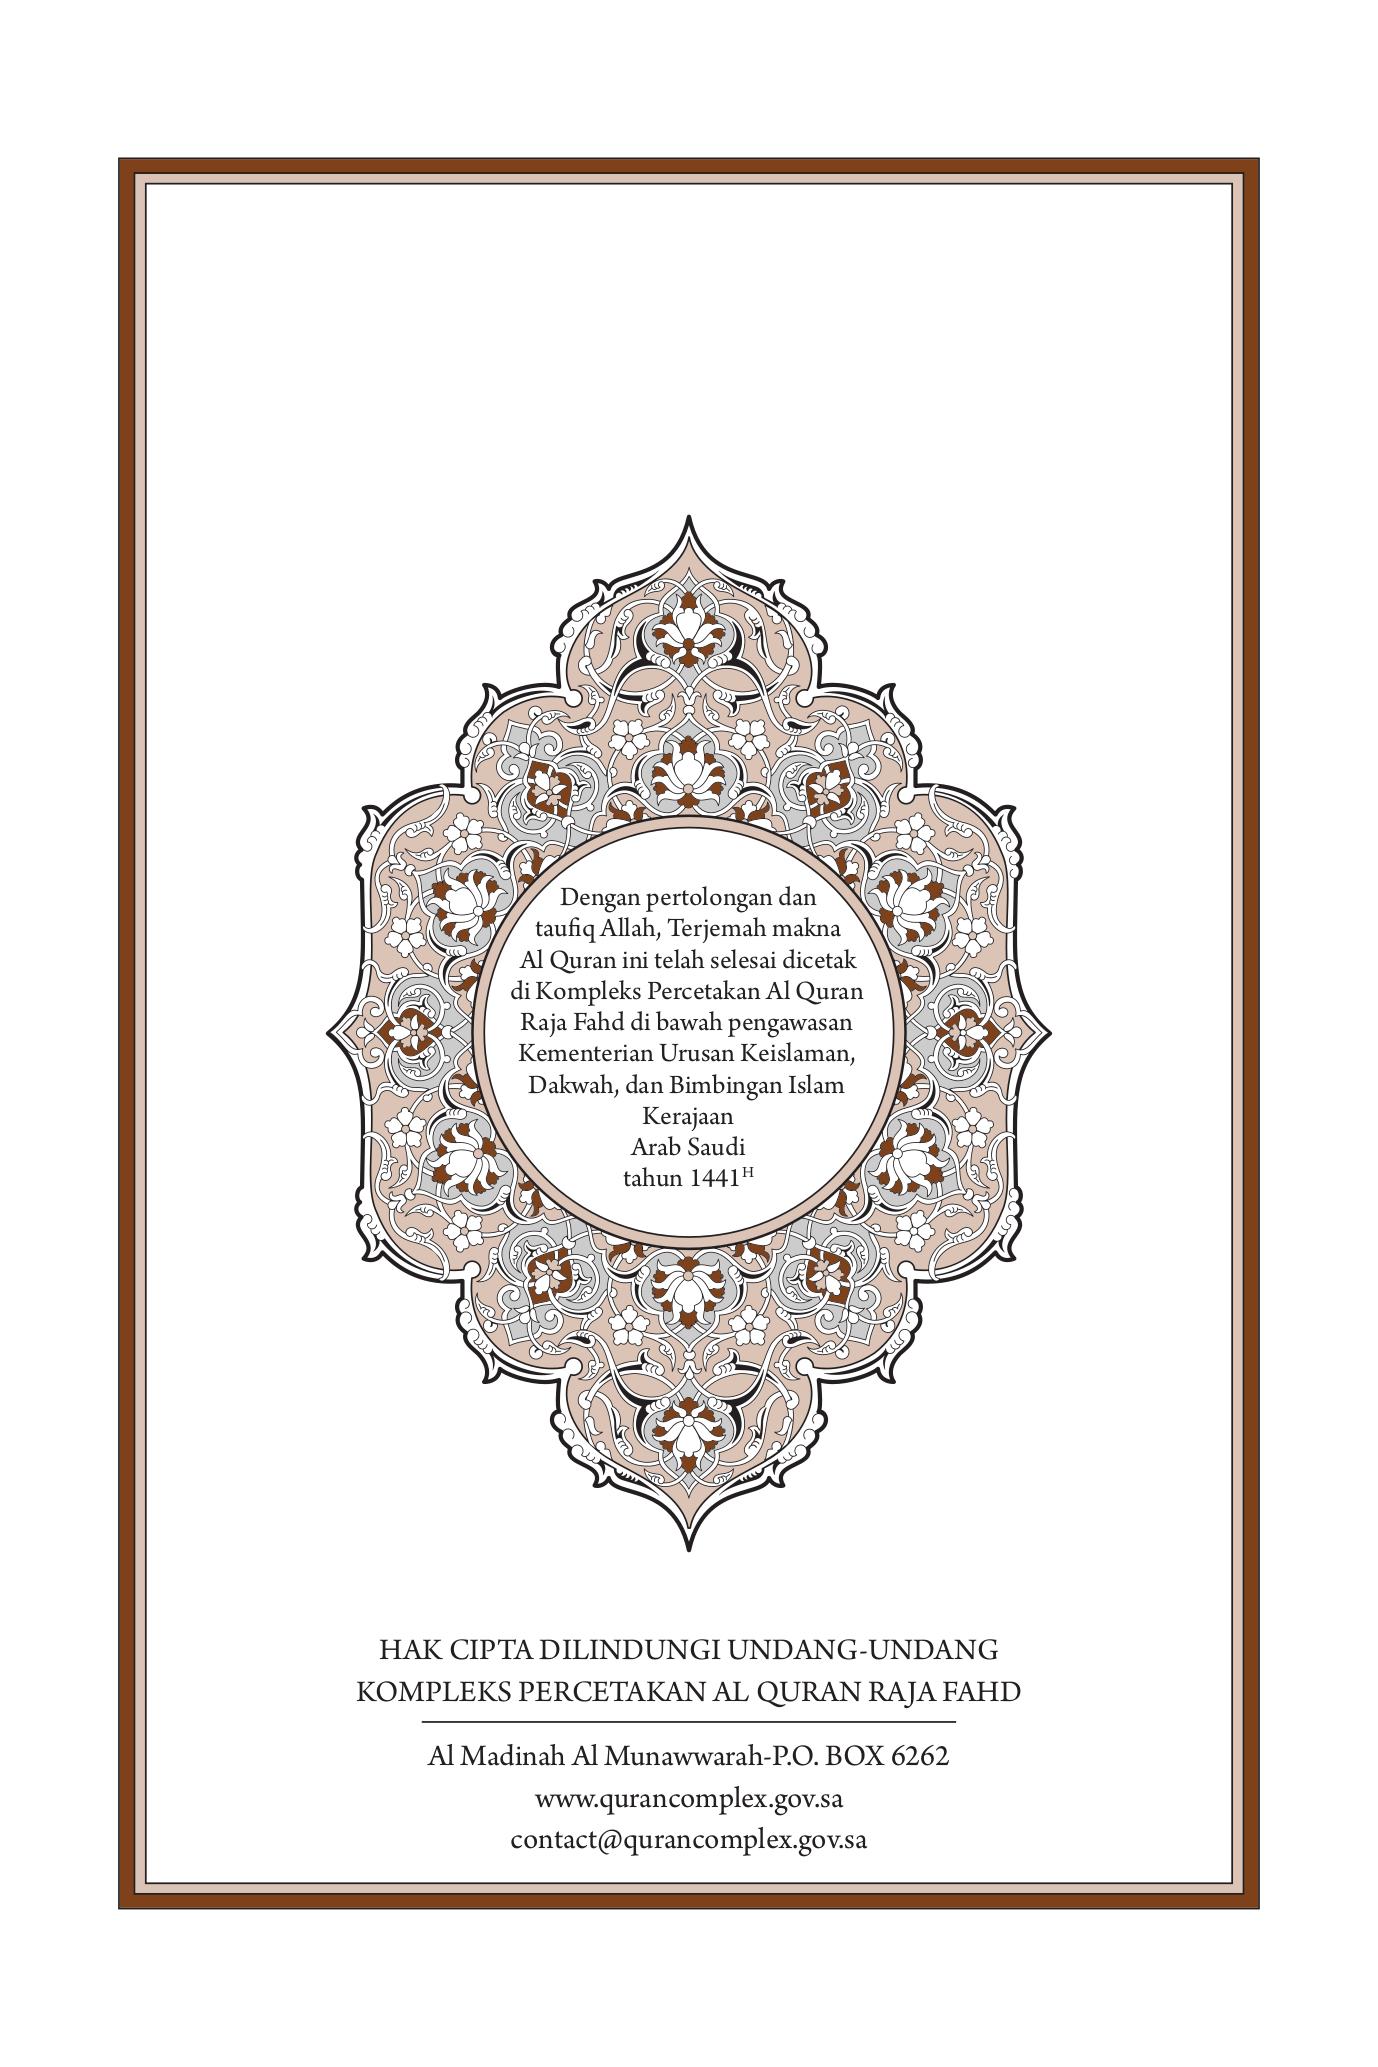 Dengan pertolongan dan
taufiq Allah, Terjemah makna
Al Quran ini telah selesai dicetak
di Kompleks Percetakan Al Quran
Raja Fahd di bawah pengawasan
Kementerian Urusan Keislaman,
Dakwah, dan Bimbingan Islam
Kerajaan
Arab Saudi
tahun 1441ᴴ
HAK CIPTA DILINDUNGI UNDANG-UNDANG
KOMPLEKS PERCETAKAN AL QURAN RAJA FAHD
Al Madinah Al Munawwarah-P.O. BOX 6262
www.qurancomplex.gov.sa
contact@qurancomplex.gov.sa